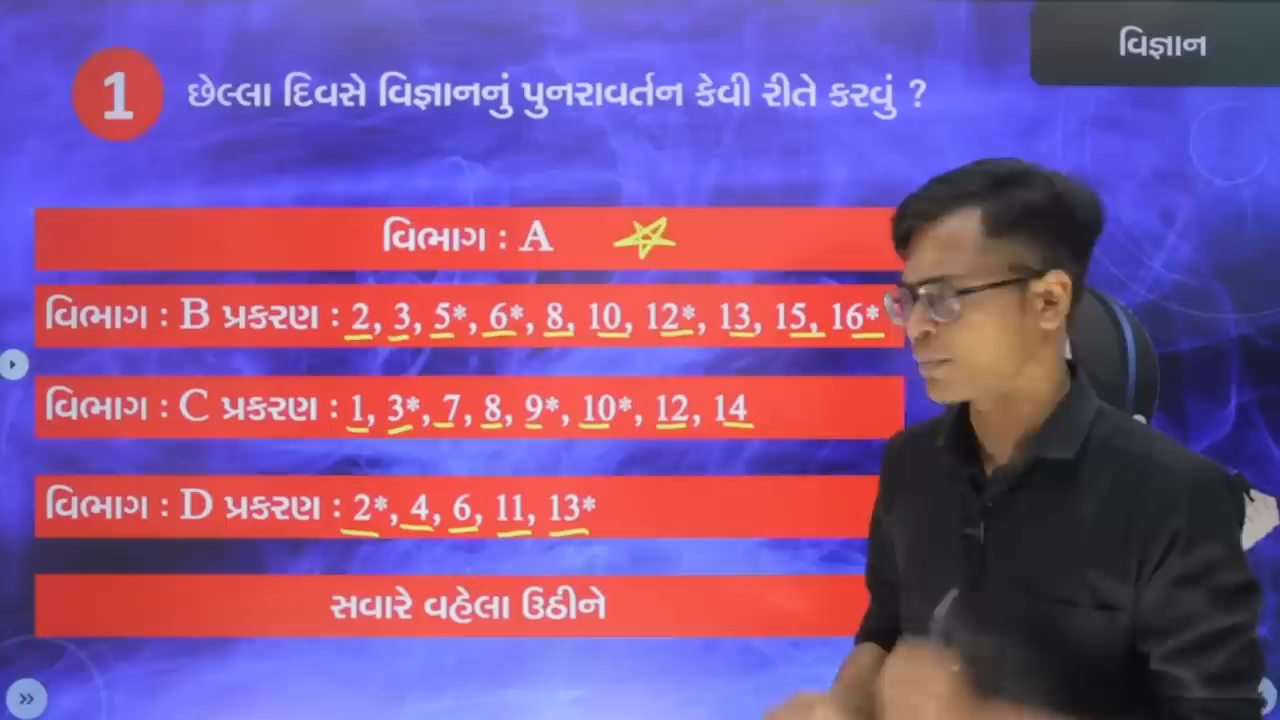 વિજ્ઞાન
1 છેલ્લા દિવસે વિજ્ઞાનનું પુનરાવર્તન કેવી રીતે કરવું ?
વિભાગ : A
વિભાગ : B પ્રકરણ : 2, 3, 5*, 6*, 8, 10, 12*, 13, 15, 16*
વિભાગ : C પ્રકરણ : 1, 3*, 7, 8, 9*, 10*, 12, 14
વિભાગ : D પ્રકરણ : 2*, 4, 6, 11, 13*
સવારે વહેલા ઉઠીને